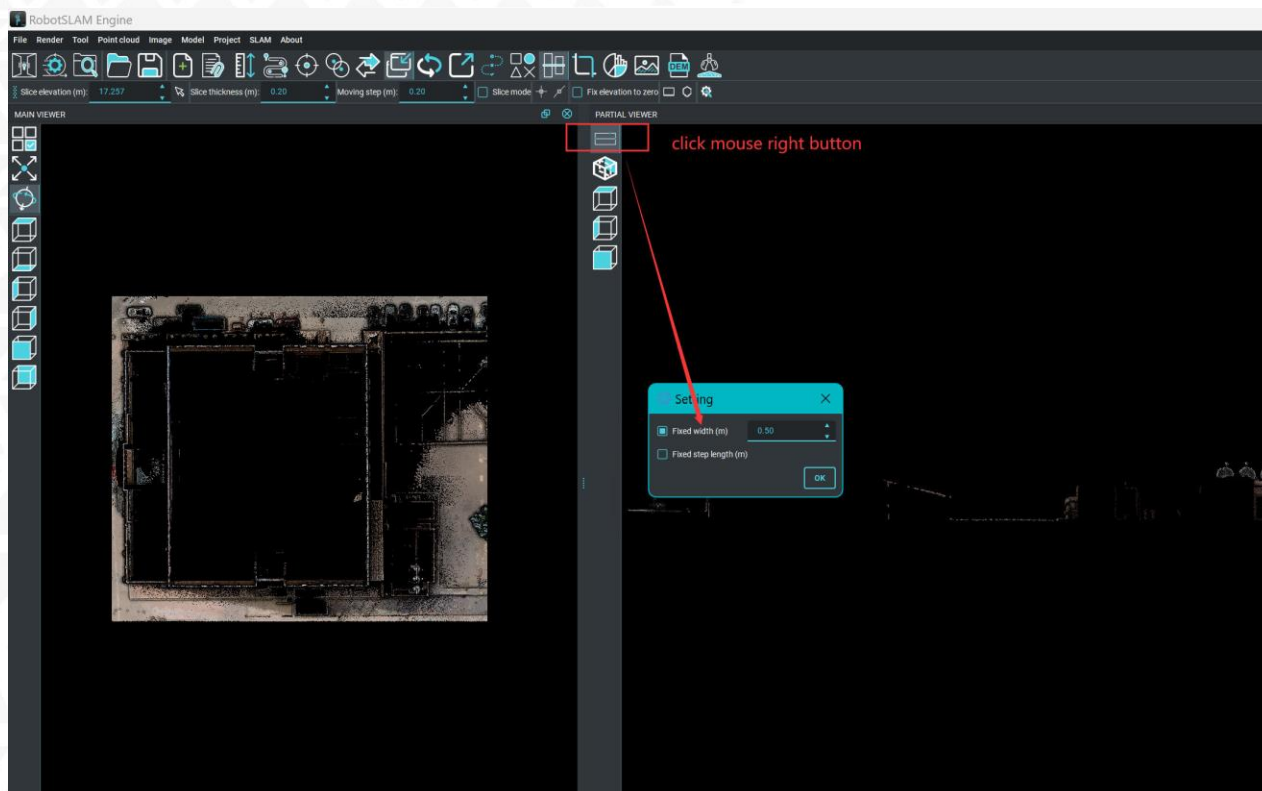 RobotSLAM Engine
File Render Tool Point cloud Image Model Project SLAM About
DEM
Slice elevation (m): 17.257 Slice thickness (m): 0.20 Moving step (m): 0.20 Slice mode Fix elevation to zero
MAIN VIEWER
PARTIAL VIEWER
click mouse right button
Setting
Fixed width (m) 0.50
Fixed step length (m)
OK